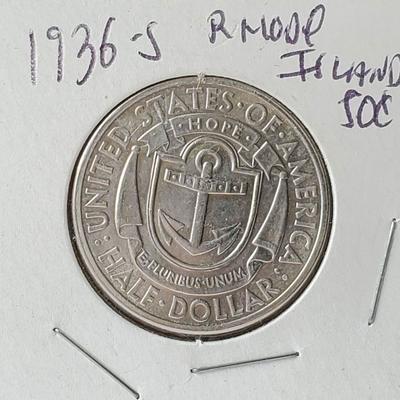 1936-S RHODE
ISLAND
50¢
UNITED·STATES·OF·AMERICA
HOPE
E·PLURIBUS·UNUM
S
HALF·DOLLAR